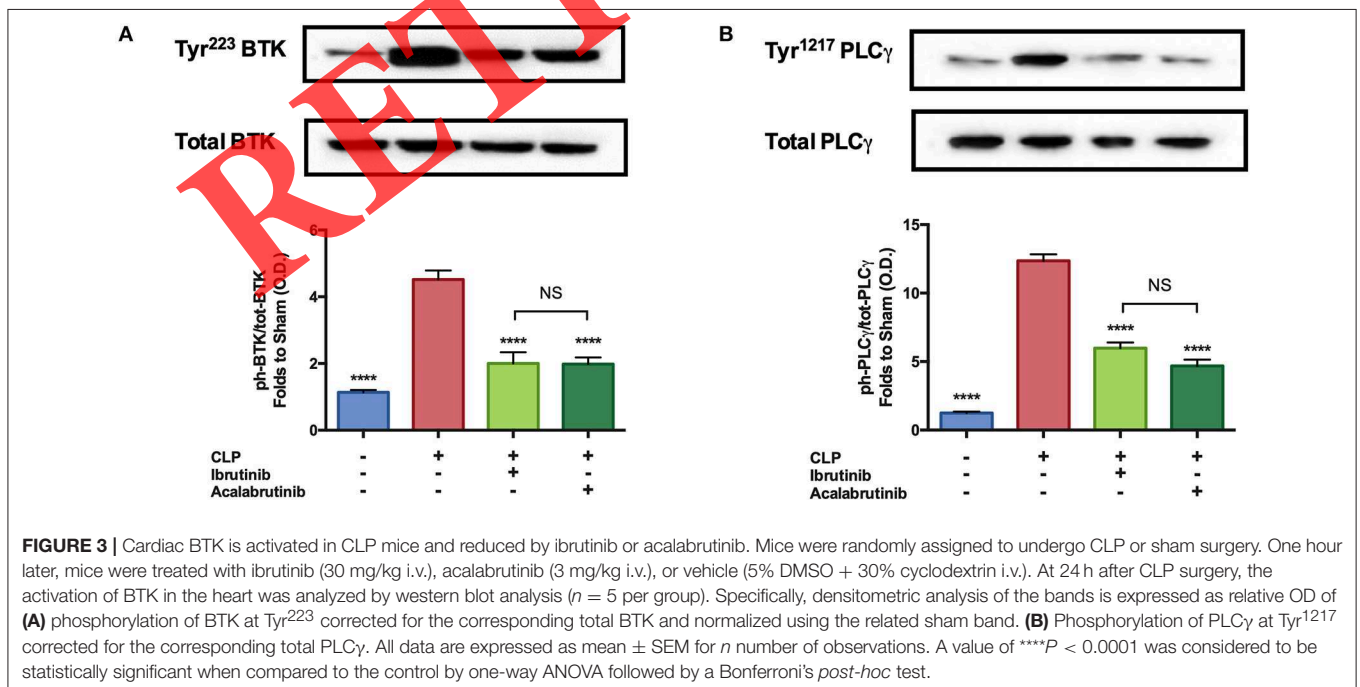 A
Tyr²²³ BTK
Total BTK
6
4
2
0
ph-BTK/tot-BTK
Folds to Sham (O.D.)
****
****
****
NS
CLP - + + +
Ibrutinib - - + -
Acalabrutinib - - - +
B
Tyr¹²¹⁷ PLCγ
Total PLCγ
15
10
5
0
ph-PLCγ/tot-PLCγ
Folds to Sham (O.D.)
****
****
****
NS
CLP - + + +
Ibrutinib - - + -
Acalabrutinib - - - +
RET
FIGURE 3 | Cardiac BTK is activated in CLP mice and reduced by ibrutinib or acalabrutinib. Mice were randomly assigned to undergo CLP or sham surgery. One hour
later, mice were treated with ibrutinib (30 mg/kg i.v.), acalabrutinib (3 mg/kg i.v.), or vehicle (5% DMSO + 30% cyclodextrin i.v.). At 24 h after CLP surgery, the
activation of BTK in the heart was analyzed by western blot analysis (n = 5 per group). Specifically, densitometric analysis of the bands is expressed as relative OD of
(A) phosphorylation of BTK at Tyr²²³ corrected for the corresponding total BTK and normalized using the related sham band. (B) Phosphorylation of PLCγ at Tyr¹²¹⁷
corrected for the corresponding total PLCγ. All data are expressed as mean ± SEM for n number of observations. A value of ****P < 0.0001 was considered to be
statistically significant when compared to the control by one-way ANOVA followed by a Bonferroni's post-hoc test.